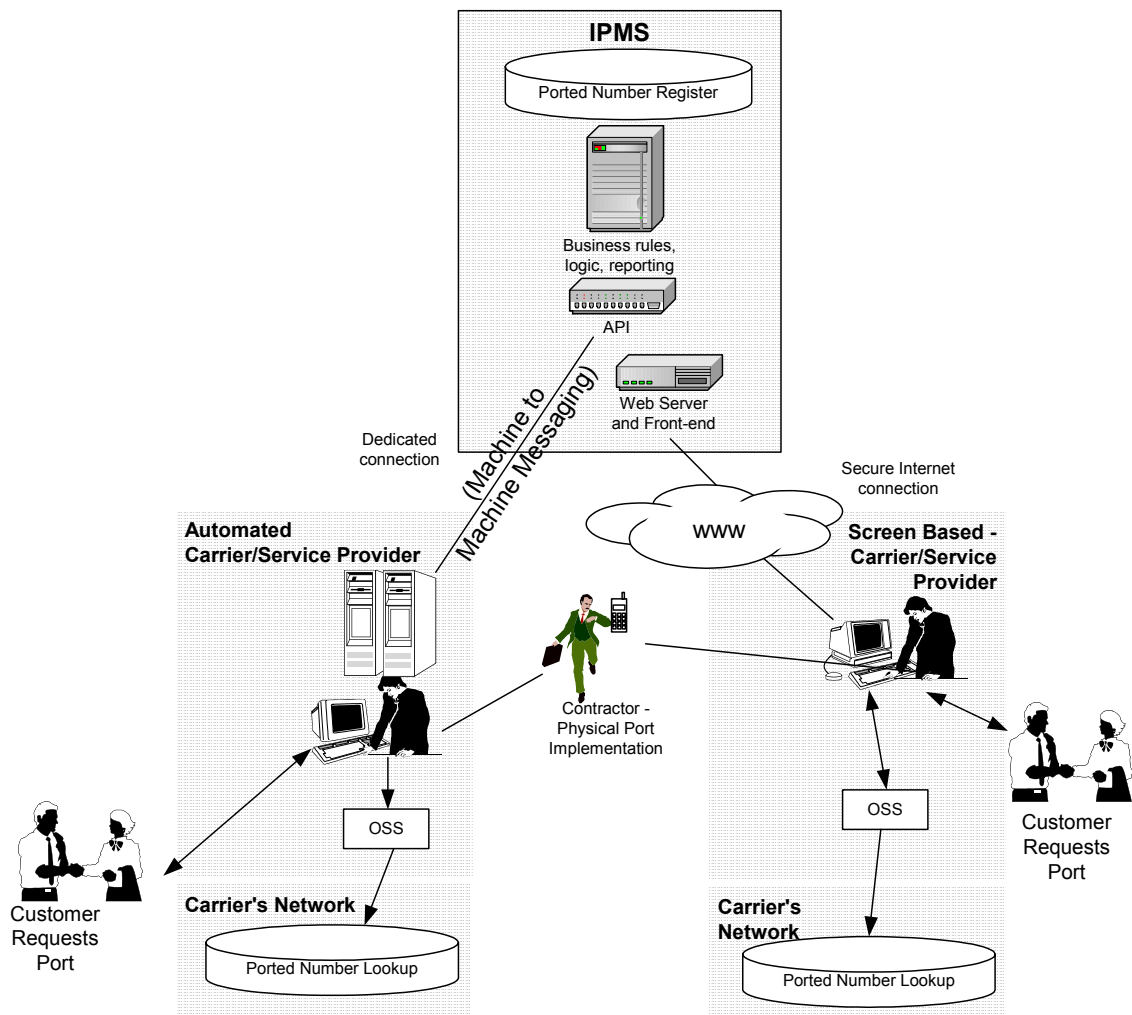 IPMS
Ported Number Register
Business rules,
logic, reporting
API
Web Server
and Front-end
Dedicated
connection
(Machine to
Machine Messaging)
Secure Internet
connection
www
Automated
Carrier/Service Provider
Screen Based -
Carrier/Service
Provider
Contractor -
Physical Port
Implementation
OSS
OSS
Customer
Requests
Port
Customer
Requests
Port
Carrier's Network
Ported Number Lookup
Carrier's
Network
Ported Number Lookup